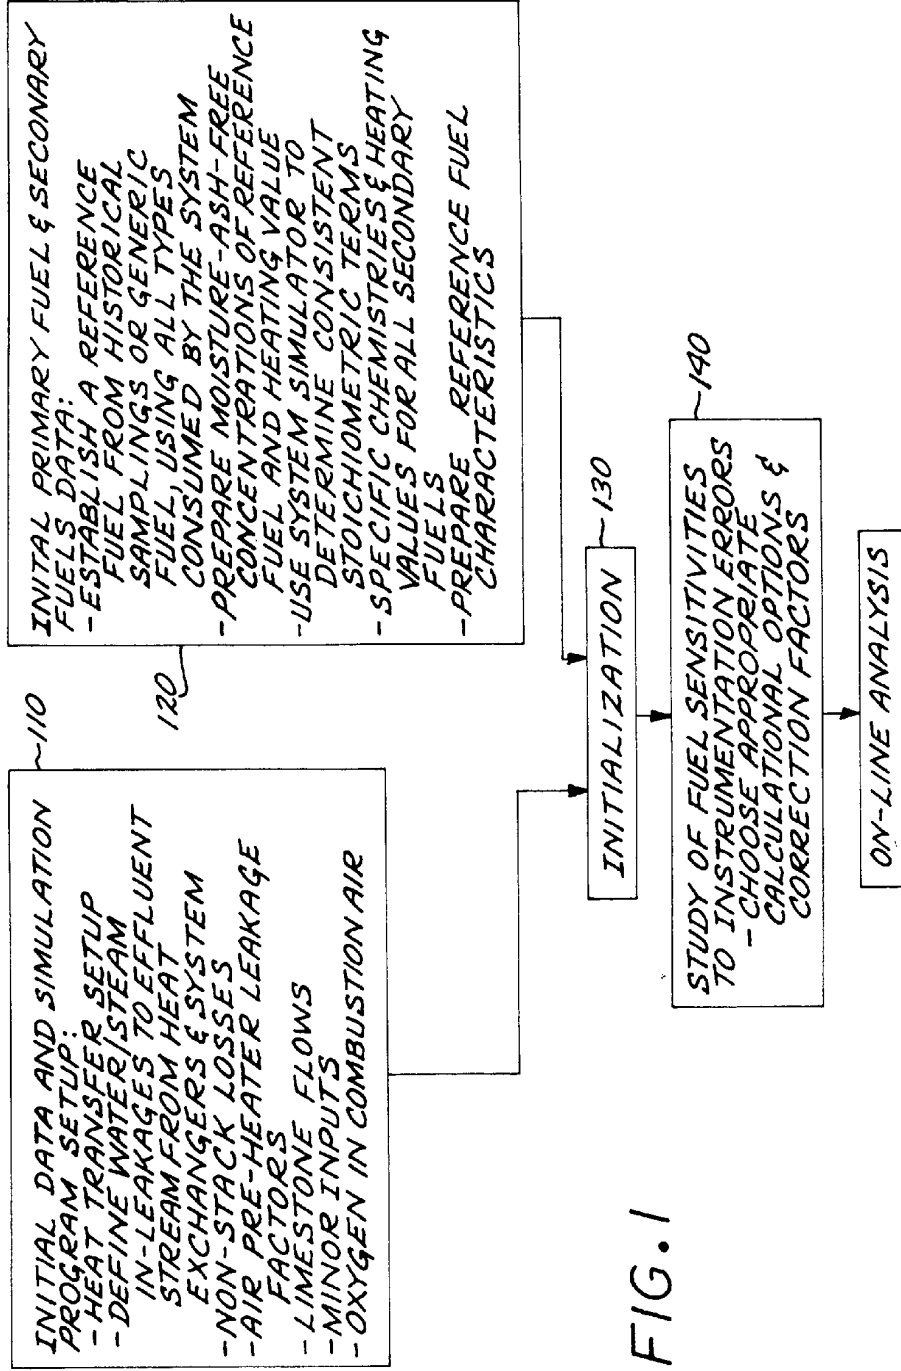 INITIAL DATA AND SIMULATION
PROGRAM SETUP:
- HEAT TRANSFER SETUP
- DEFINE WATER/STEAM
IN-LEAKAGES TO EFFLUENT
STREAM FROM HEAT
EXCHANGERS & SYSTEM
- NON-STACK LOSSES
- AIR PRE-HEATER LEAKAGE
FACTORS
- LIMESTONE FLOWS
- MINOR INPUTS
- OXYGEN IN COMBUSTION AIR
110
INITAL PRIMARY FUEL & SECONARY
FUELS DATA:
- ESTABLISH A REFERENCE
FUEL FROM HISTORICAL
SAMPLINGS OR GENERIC
FUEL, USING ALL TYPES
CONSUMED BY THE SYSTEM
- PREPARE MOISTURE-ASH-FREE
CONCENTRATIONS OF REFERENCE
FUEL AND HEATING VALUE
- USE SYSTEM SIMULATOR TO
DETERMINE CONSISTENT
STOICHIOMETRIC TERMS
- SPECIFIC CHEMISTRIES & HEATING
VALUES FOR ALL SECONDARY
FUELS
- PREPARE REFERENCE FUEL
CHARACTERISTICS
120
INITIALIZATION
130
STUDY OF FUEL SENSITIVITIES
TO INSTRUMENTATION ERRORS
- CHOOSE APPROPRIATE
CALCULATIONAL OPTIONS &
CORRECTION FACTORS
140
ON-LINE ANALYSIS
FIG. 1